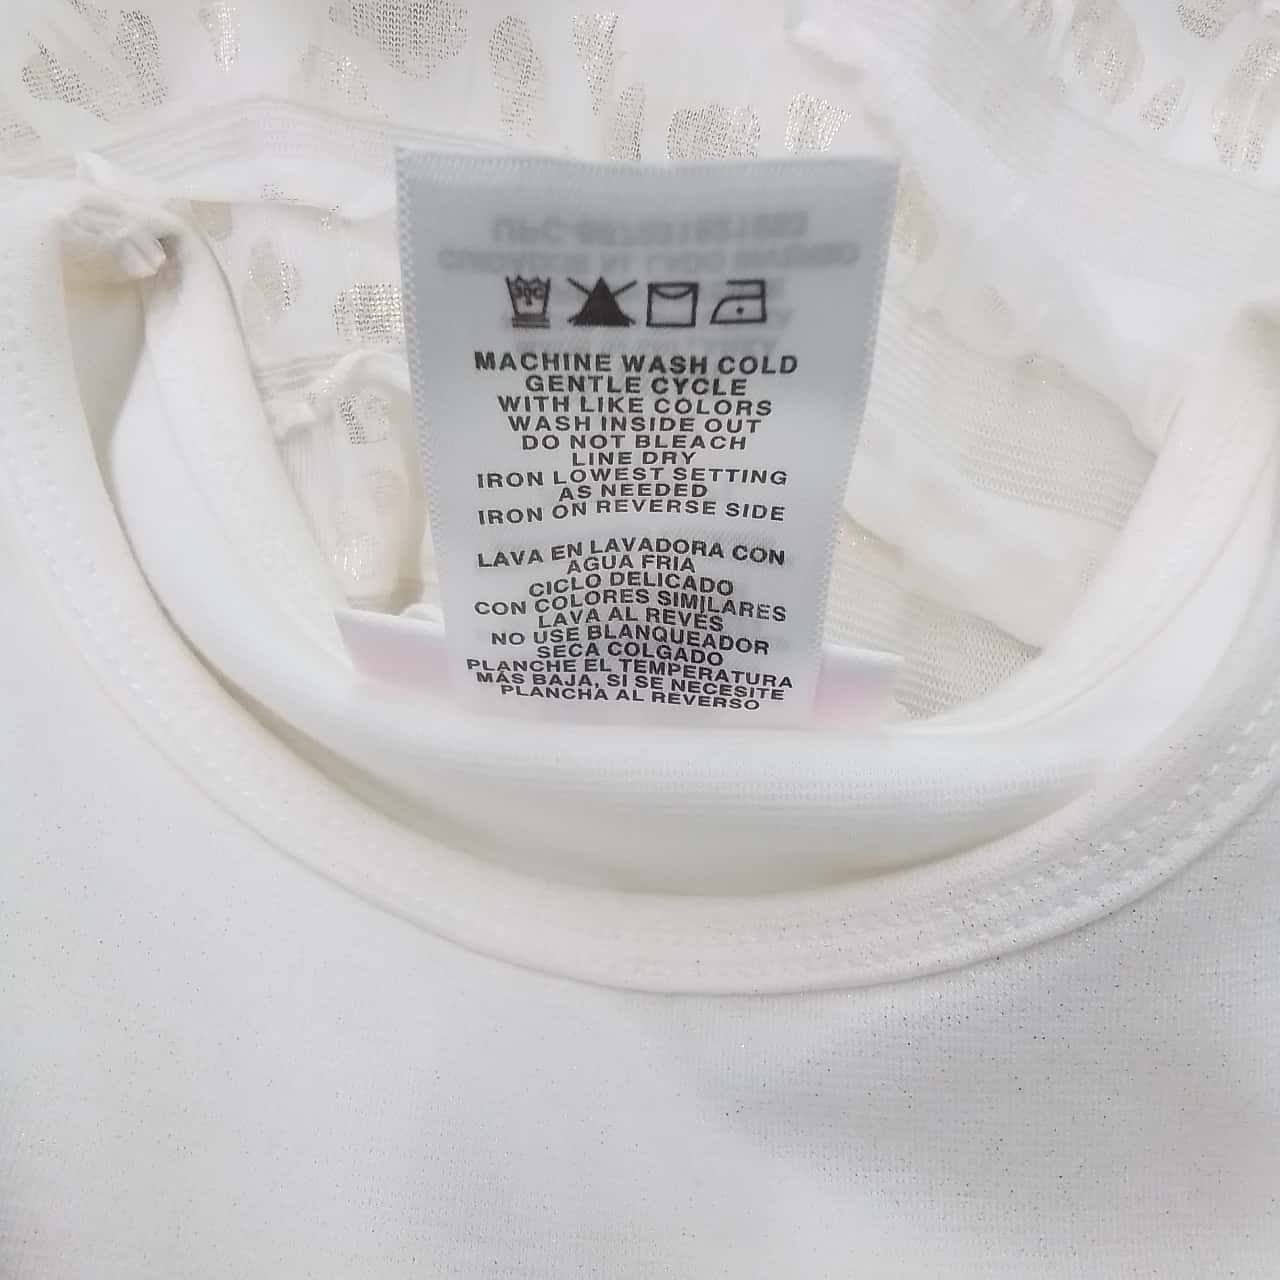 MACHINE WASH COLD
GENTLE CYCLE
WITH LIKE COLORS
WASH INSIDE OUT
DO NOT BLEACH
LINE DRY
IRON LOWEST SETTING
AS NEEDED
IRON ON REVERSE SIDE
LAVA EN LAVADORA CON
AGUA FRIA
CICLO DELICADO
CON COLORES SIMILARES
LAVA AL REVÉS
NO USE BLANQUEADOR
SECA COLGADO
PLANCHE EL TEMPERATURA
MÁS BAJA, SI SE NECESITE
PLANCHA AL REVERSO